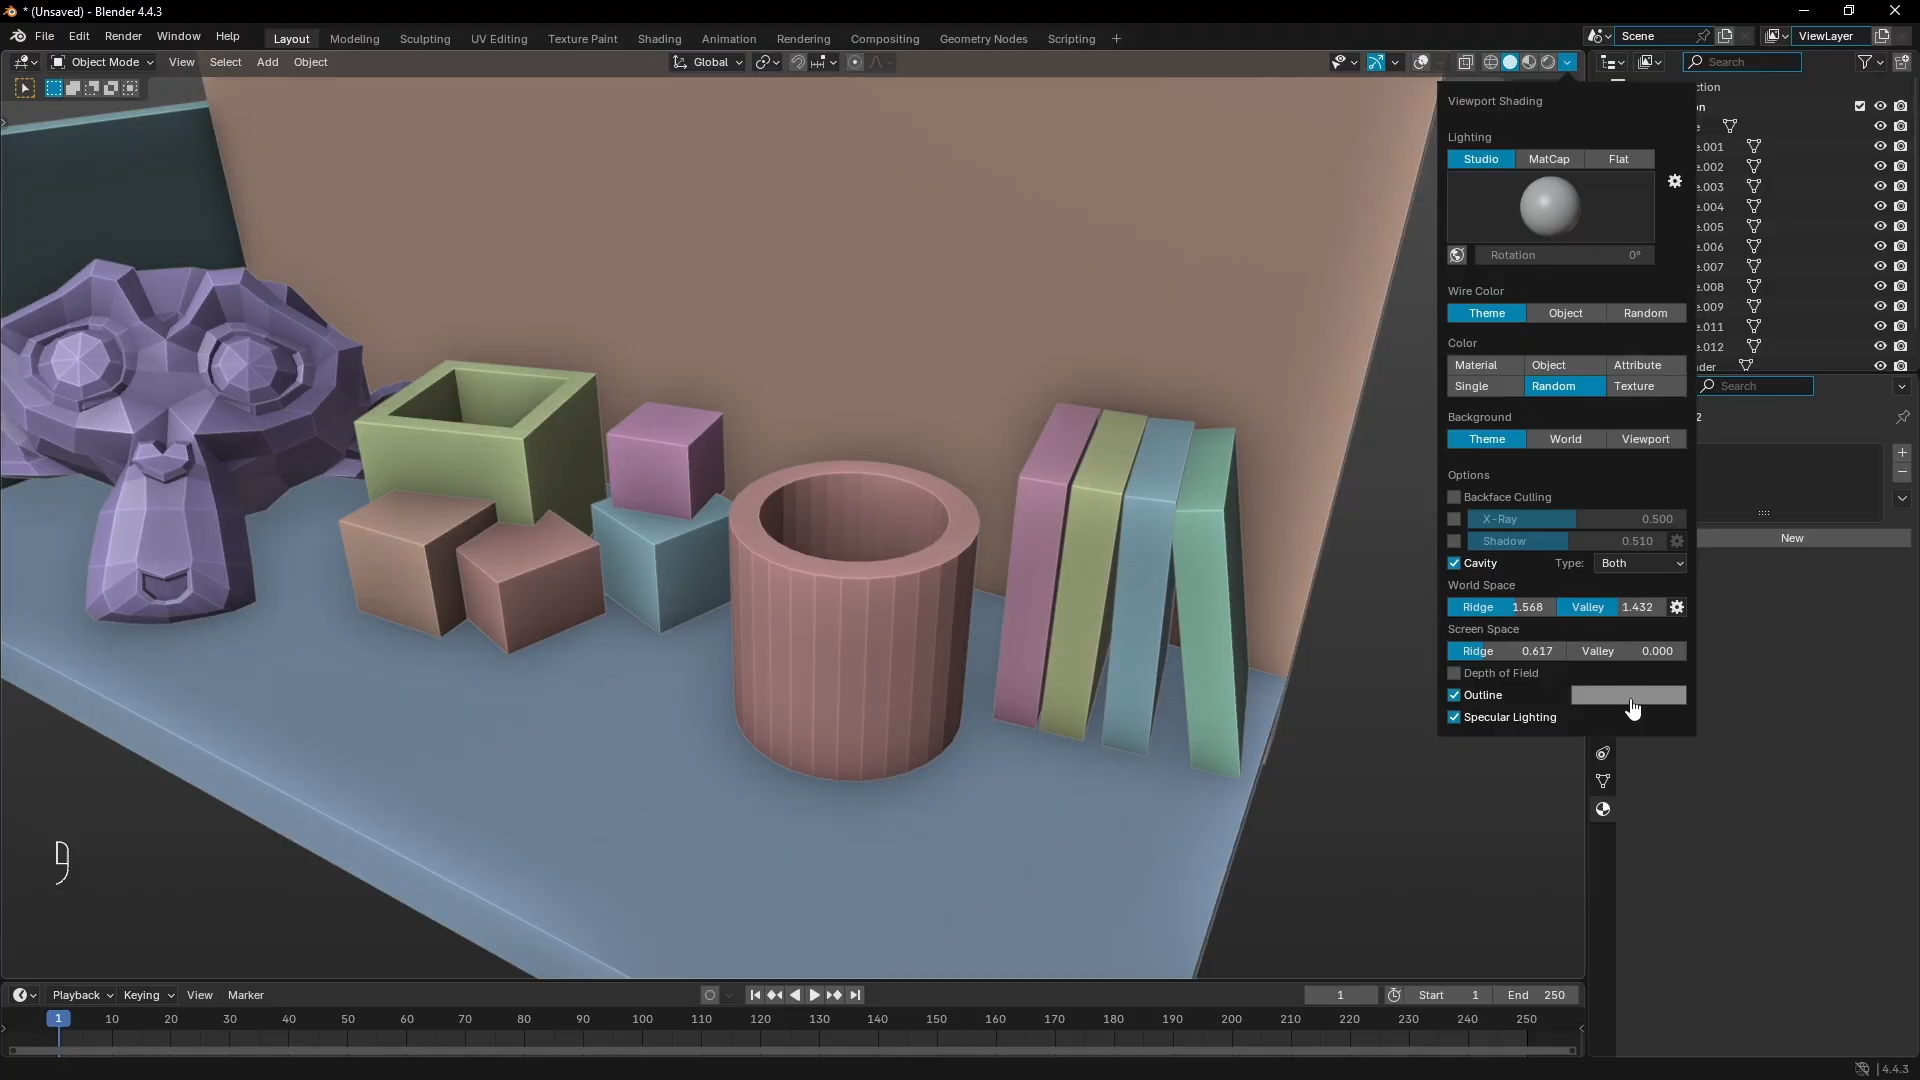 * (Unsaved) - Blender 4.4.3
File Edit Render Window Help Layout Modeling Sculpting UV Editing Texture Paint Shading Animation Rendering Compositing Geometry Nodes Scripting + Scene ViewLayer
Object Mode View Select Add Object Global Search
Viewport Shading
Lighting
Studio MatCap Flat
Rotation 0°
Wire Color
Theme Object Random
Color
Material Object Attribute
Single Random Texture
Background
Theme World Viewport
Options
Backface Culling
X-Ray 0.500
Shadow 0.510
Cavity Type: Both
World Space
Ridge 1.568 Valley 1.432
Screen Space
Ridge 0.617 Valley 0.000
Depth of Field
Outline
Specular Lighting
ction
n
e
e.001
e.002
e.003
e.004
e.005
e.006
e.007
e.008
e.009
e.011
e.012
der
Search
2
New
Playback Keying View Marker 1 Start 1 End 250
1 10 20 30 40 50 60 70 80 90 100 110 120 130 140 150 160 170 180 190 200 210 220 230 240 250
4.4.3